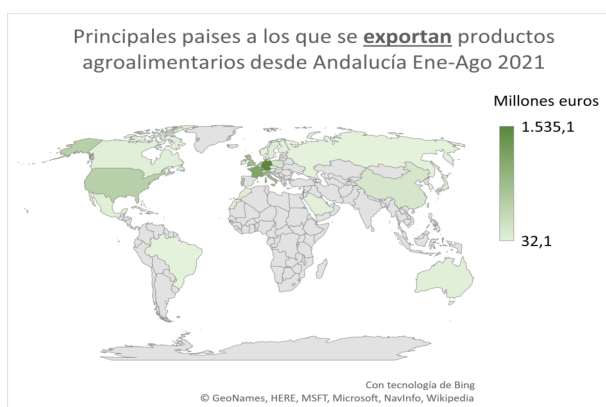 Principales paises a los que se exportan productos
agroalimentarios desde Andalucía Ene-Ago 2021
Millones euros
1.535,1
32,1
Con tecnología de Bing
© GeoNames, HERE, MSFT, Microsoft, NavInfo, Wikipedia